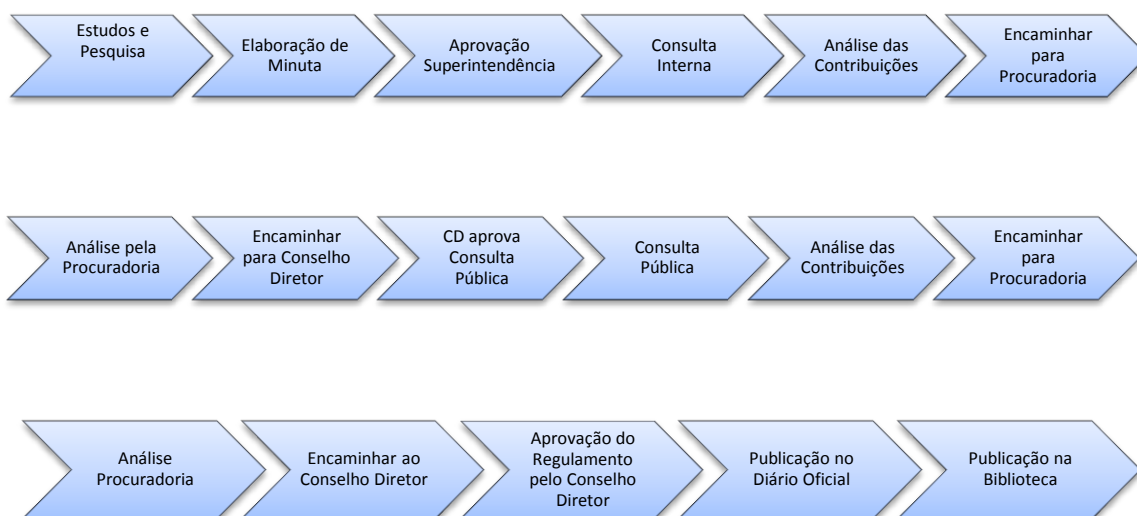 Estudos e
Pesquisa
Elaboração de
Minuta
Aprovação
Superintendência
Consulta
Interna
Análise das
Contribuições
Encaminhar
para
Procuradoria
Análise pela
Procuradoria
Encaminhar
para Conselho
Diretor
CD aprova
Consulta
Pública
Consulta
Pública
Análise das
Contribuições
Encaminhar
para
Procuradoria
Análise
Procuradoria
Encaminhar ao
Conselho Diretor
Aprovação do
Regulamento
pelo Conselho
Diretor
Publicação no
Diário Oficial
Publicação na
Biblioteca